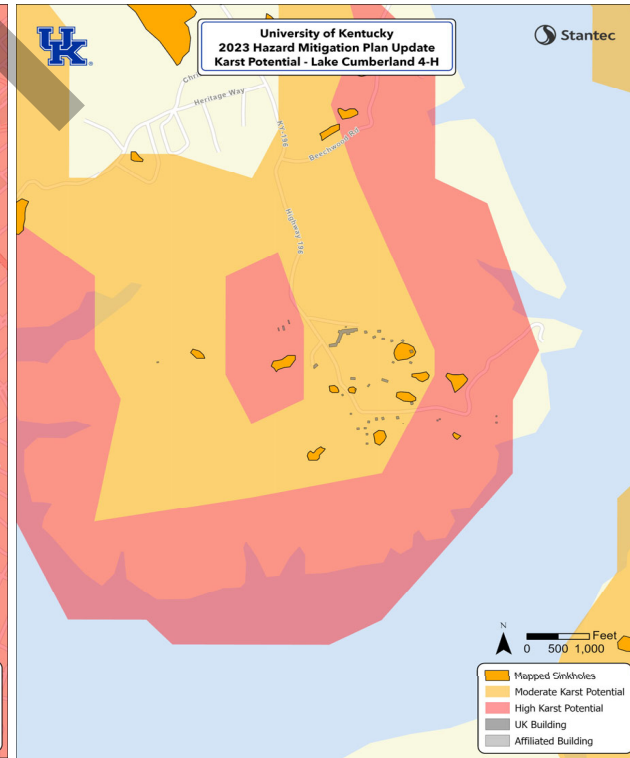 University of Kentucky
2023 Hazard Mitigation Plan Update
Karst Potential - Lake Cumberland 4-H
UK
Stantec
Heritage Way
KY-196
Beechwood Rd
Highway 196
N
Feet
0 500 1,000
Mapped Sinkholes
Moderate Karst Potential
High Karst Potential
UK Building
Affiliated Building